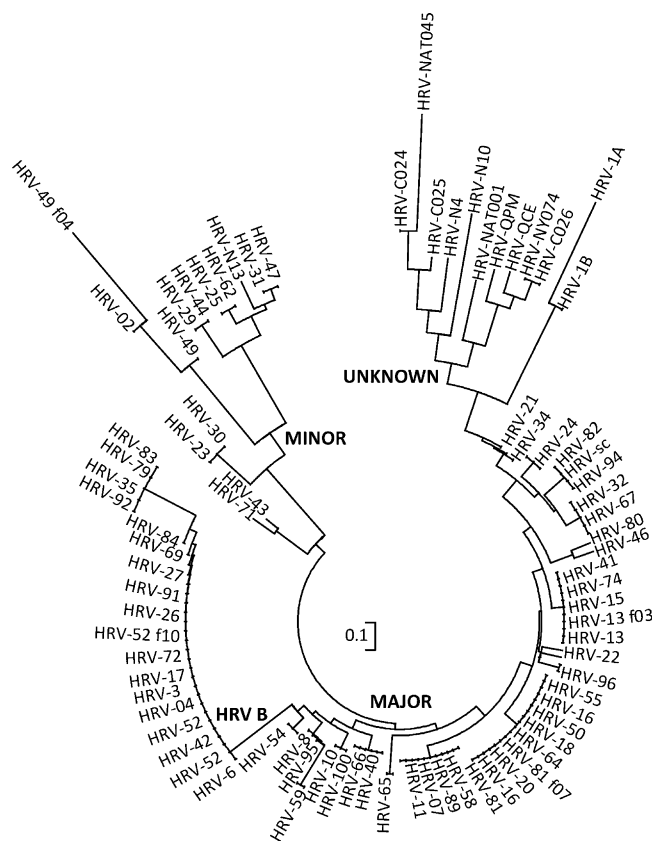 HRV-NAT045
HRV-C024
HRV-C025
HRV-N4
HRV-N10
HRV-NAT001
HRV-QPM
HRV-QCE
HRV-NY074
HRV-C026
HRV-1A
HRV-1B
UNKNOWN
HRV-21
HRV-34
HRV-24
HRV-82
HRV-sc
HRV-94
HRV-32
HRV-67
HRV-80
HRV-46
HRV-41
HRV-74
HRV-15
HRV-13 f03
HRV-13
HRV-22
HRV-96
HRV-55
HRV-16
HRV-50
HRV-18
HRV-64
HRV-81 f07
HRV-20
HRV-16
HRV-81
HRV-58
HRV-89
HRV-07
HRV-11
HRV-65
MAJOR
0.1
HRV-40
HRV-66
HRV-100
HRV-10
HRV-59
HRV-95
HRV-8
HRV-54
HRV B
HRV-6
HRV-52
HRV-42
HRV-52
HRV-04
HRV-3
HRV-17
HRV-72
HRV-52 f10
HRV-26
HRV-91
HRV-27
HRV-69
HRV-84
HRV-92
HRV-35
HRV-79
HRV-83
HRV-71
HRV-43
HRV-23
HRV-30
MINOR
HRV-49
HRV-02
HRV-49 f04
HRV-29
HRV-44
HRV-25
HRV-62
HRV-N13
HRV-31
HRV-47